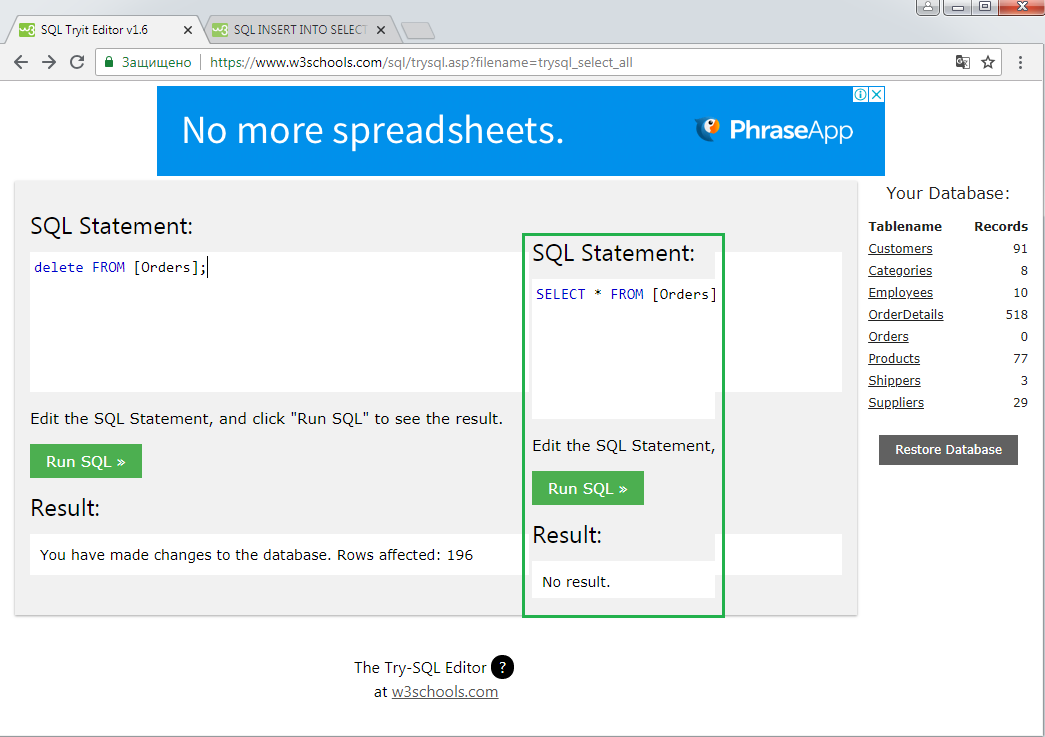 SQL Tryit Editor v1.6
SQL INSERT INTO SELECT
Защищено
https://www.w3schools.com/sql/trysql.asp?filename=trysql_select_all
No more spreadsheets.
PhraseApp
SQL Statement:
delete FROM [Orders];
Edit the SQL Statement, and click "Run SQL" to see the result.
Run SQL »
Result:
You have made changes to the database. Rows affected: 196
SQL Statement:
SELECT * FROM [Orders]
Edit the SQL Statement,
Run SQL »
Result:
No result.
Your Database:
Tablename Records
Customers 91
Categories 8
Employees 10
OrderDetails 518
Orders 0
Products 77
Shippers 3
Suppliers 29
Restore Database
The Try-SQL Editor ?
at w3schools.com